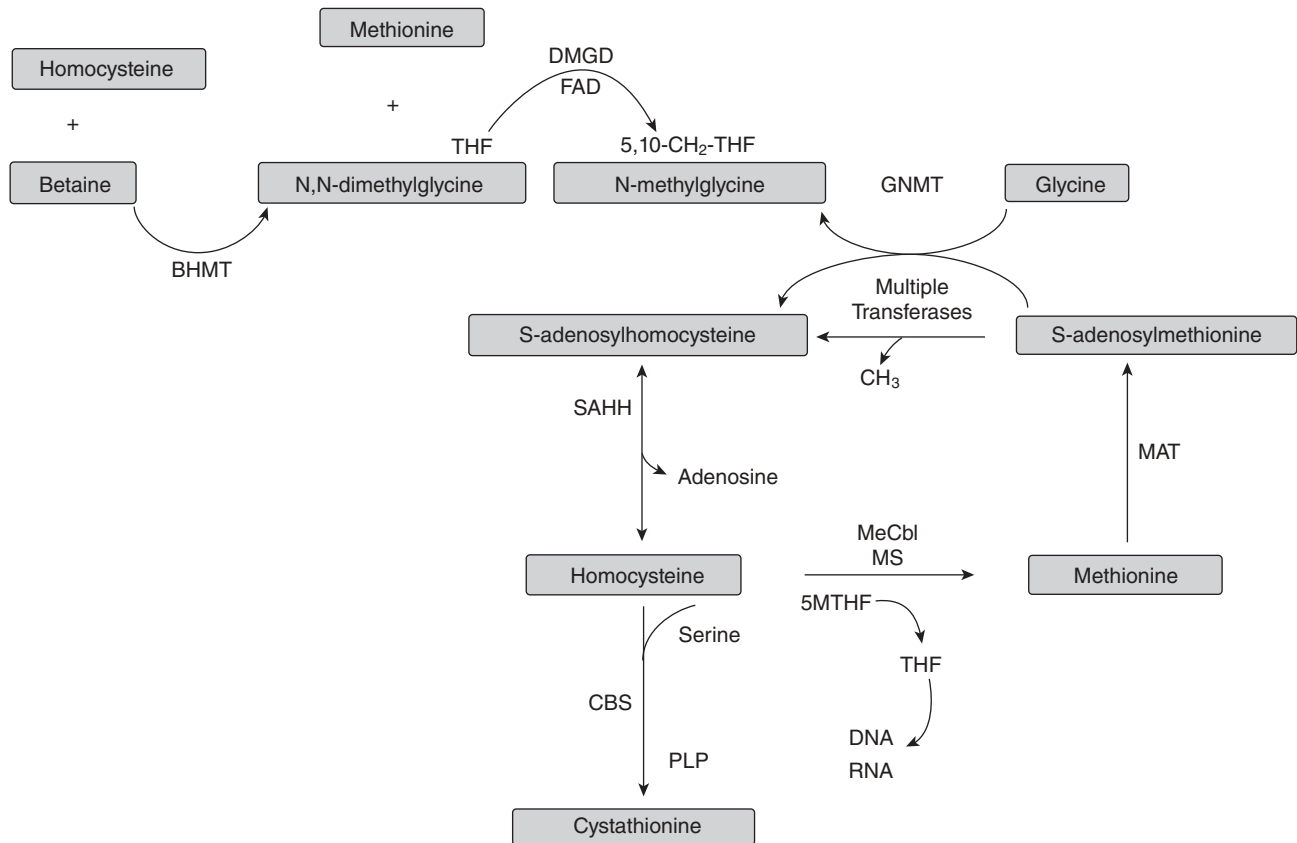 Methionine
Homocysteine
DMGD
FAD
+
+
THF
5,10-CH₂-THF
Betaine
N,N-dimethylglycine
N-methylglycine
GNMT
Glycine
BHMT
Multiple
Transferases
S-adenosylhomocysteine
S-adenosylmethionine
CH₃
SAHH
Adenosine
MAT
MeCbl
MS
Homocysteine
Methionine
5MTHF
Serine
THF
CBS
DNA
RNA
PLP
Cystathionine